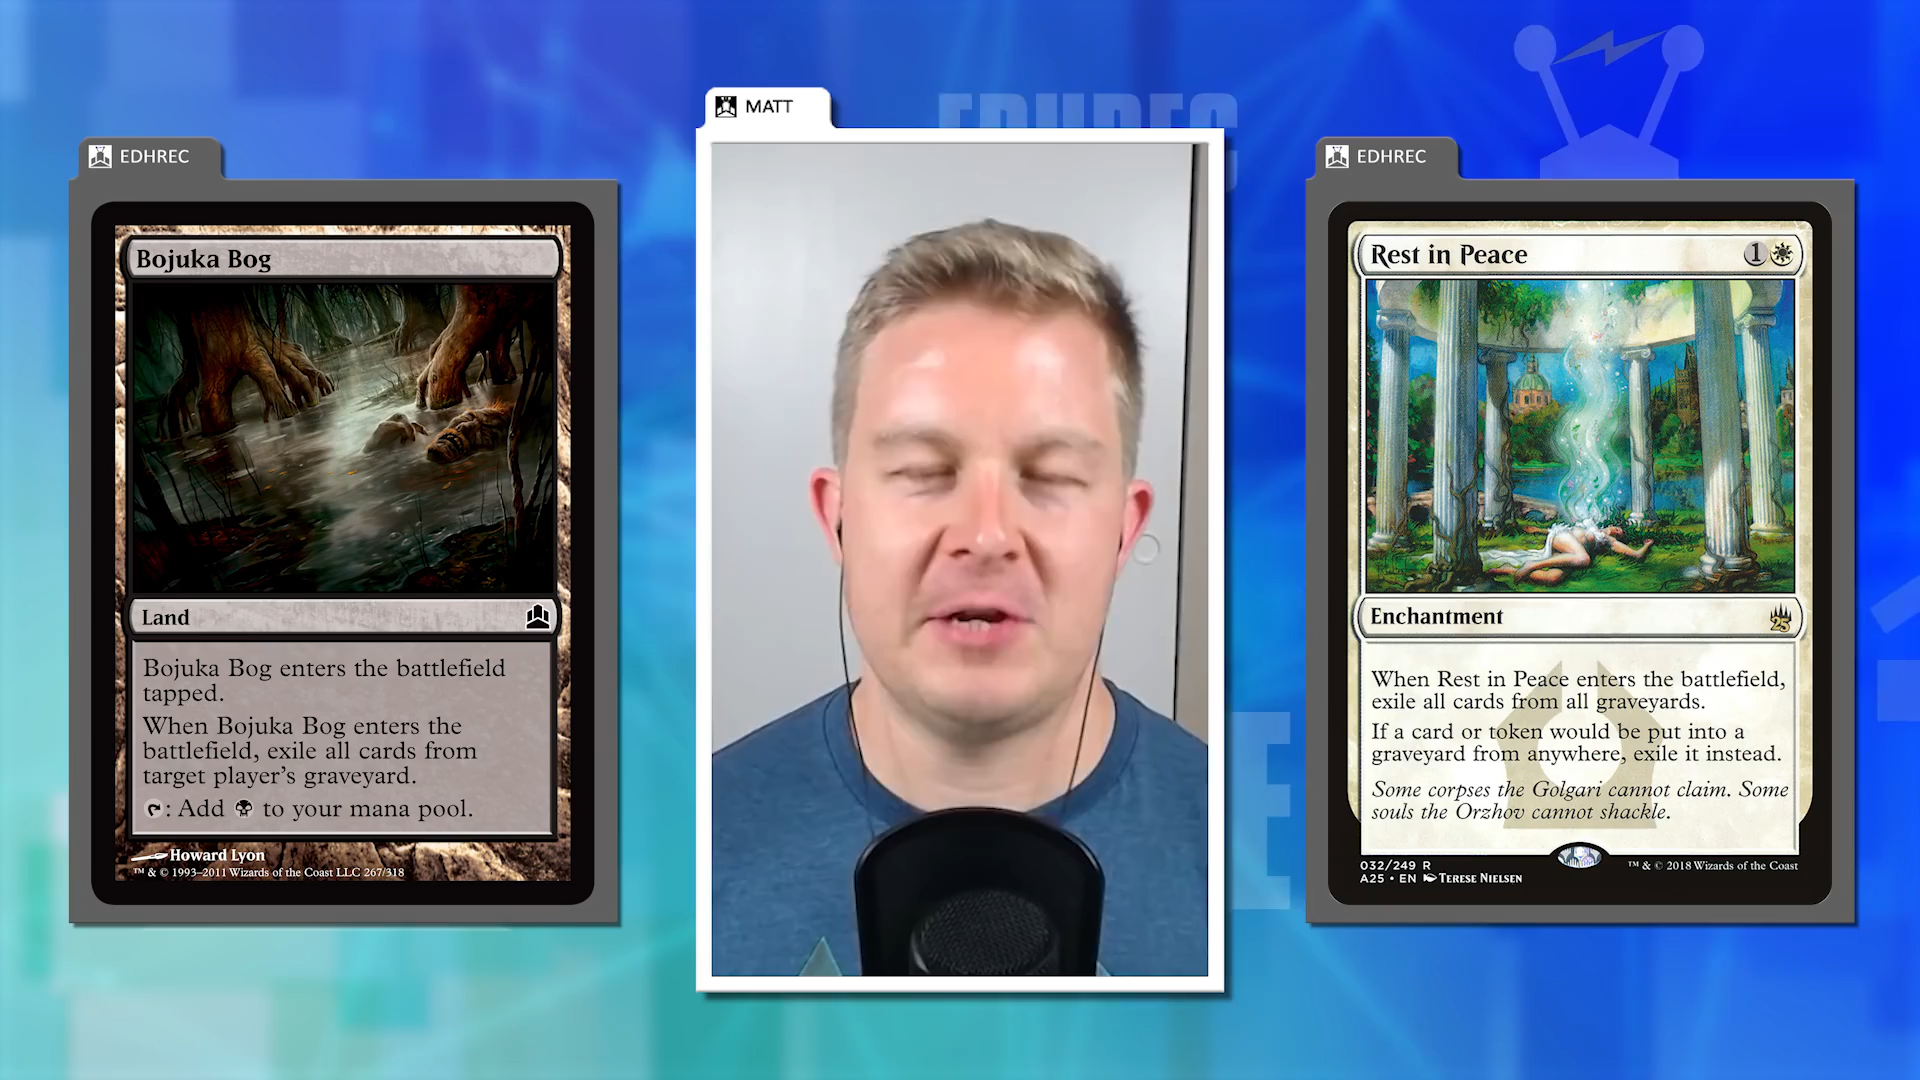 EDHREC
Bojuka Bog
Land
Bojuka Bog enters the battlefield
tapped.
When Bojuka Bog enters the
battlefield, exile all cards from
target player's graveyard.
: Add to your mana pool.
Howard Lyon
™ & © 1993–2011 Wizards of the Coast LLC 267/318
MATT
EDHREC
EDHREC
Rest in Peace
1
Enchantment
25
When Rest in Peace enters the battlefield,
exile all cards from all graveyards.
If a card or token would be put into a
graveyard from anywhere, exile it instead.
Some corpses the Golgari cannot claim. Some
souls the Orzhov cannot shackle.
032/249 R
A25 • EN TERESE NIELSEN
™ & © 2018 Wizards of the Coast